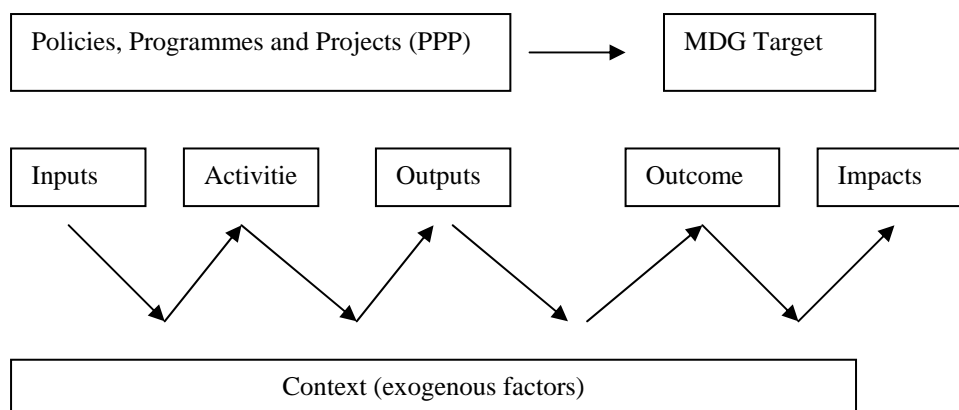 Policies, Programmes and Projects (PPP)
MDG Target
Inputs
Activitie
Outputs
Outcome
Impacts
Context (exogenous factors)